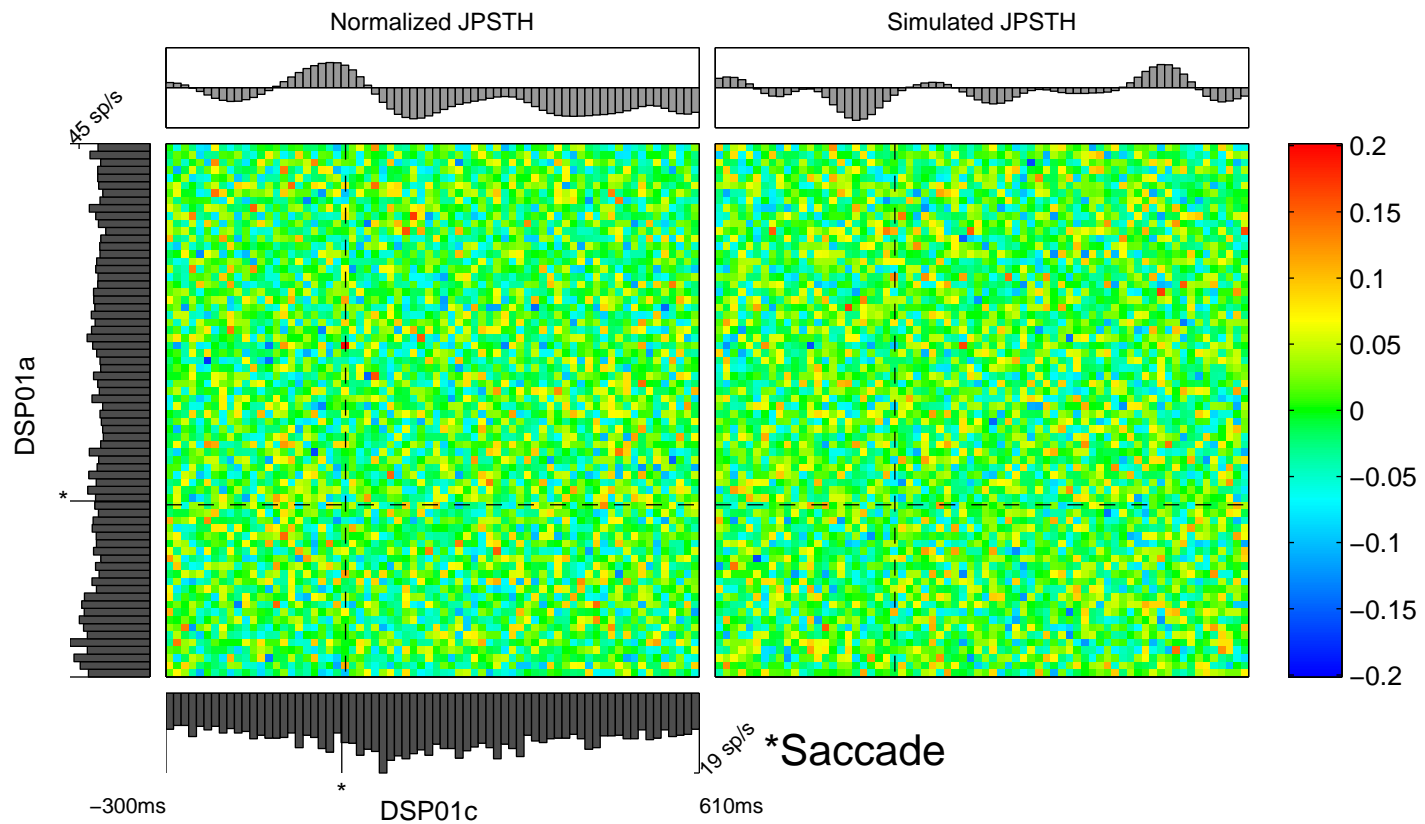 Normalized JPSTH
Simulated JPSTH
45 sp/s
DSP01a
*
0.2
0.15
0.1
0.05
0
−0.05
−0.1
−0.15
−0.2
19 sp/s
*Saccade
*
−300ms
DSP01c
610ms